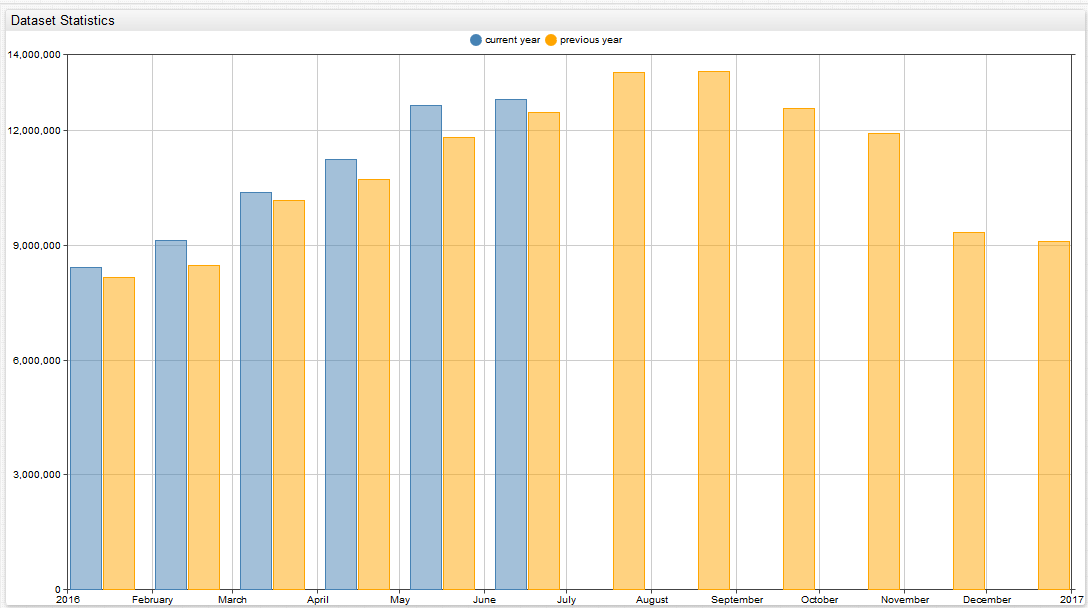 Dataset Statistics
current year previous year
14,000,000
12,000,000
9,000,000
6,000,000
3,000,000
0
2016 February March April May June July August September October November December 2017